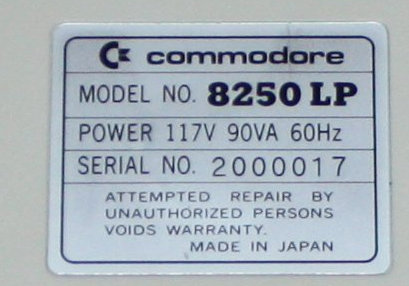 commodore
MODEL NO. 8250 LP
POWER 117V 90VA 60Hz
SERIAL NO. 2000017
ATTEMPTED REPAIR BY
UNAUTHORIZED PERSONS
VOIDS WARRANTY.
MADE IN JAPAN